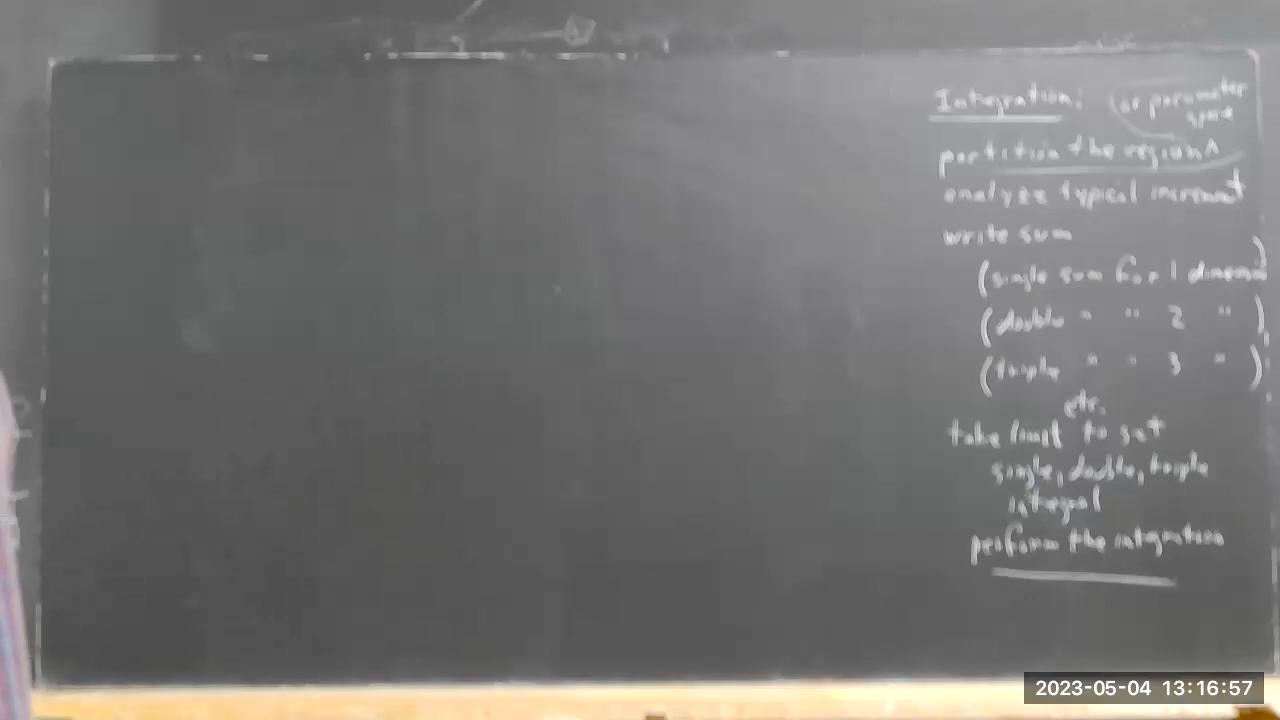 Integration: (or parameter
space
partition the region ^
analyze typical increment
write sum
(single sum for 1 dimension)
(double " " 2 " )
(triple " " 3 " )
etc.
take limit to get
single, double, triple
integral
perform the integration
2023-05-04 13:16:57